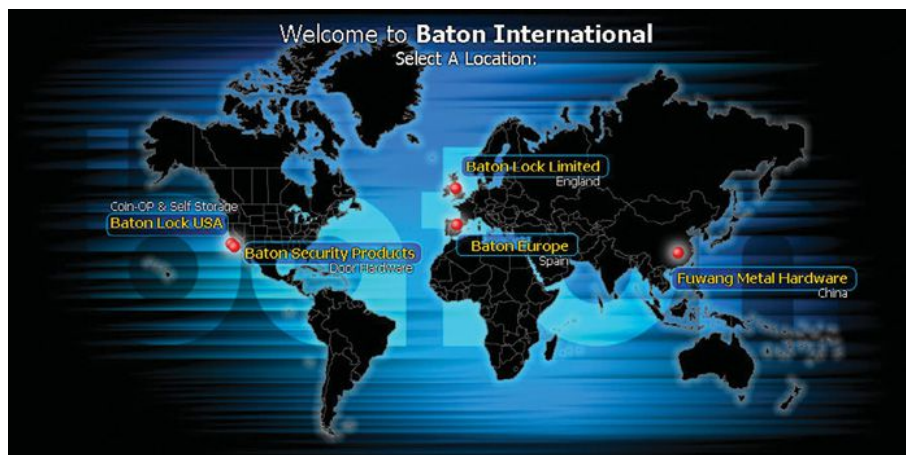 Welcome to Baton International
Select A Location:
Baton Lock Limited
England
Coin-OP & Self Storage
Baton Lock USA
Baton Security Products
Door Hardware
Baton Europe
Spain
Fuwang Metal Hardware
China
baton